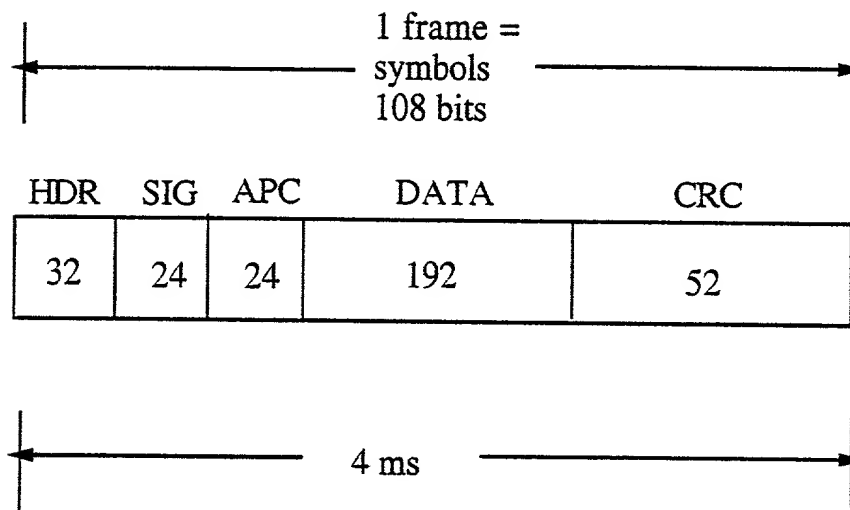 1 frame =
symbols
108 bits
HDR SIG APC DATA CRC
32 24 24 192 52
4 ms